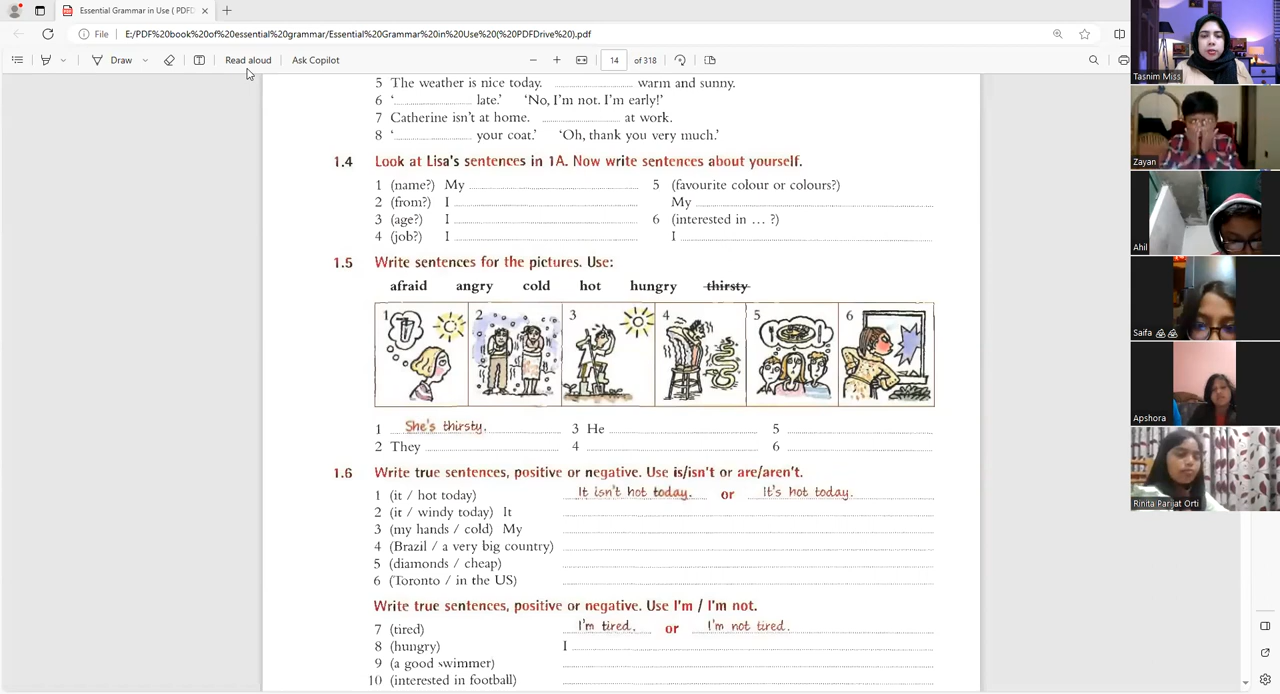 Essential Grammar in Use ( PDFD
File E:/PDF%20book%20of%20essential%20grammar/Essential%20Grammar%20in%20Use%20(%20PDFDrive%20).pdf
Draw Read aloud Ask Copilot 14 of 318
5 The weather is nice today. warm and sunny.
6 ‘ late.’ ‘No, I’m not. I’m early!’
7 Catherine isn’t at home. at work.
8 ‘ your coat.’ ‘Oh, thank you very much.’
1.4 Look at Lisa’s sentences in 1A. Now write sentences about yourself.
1 (name?) My
2 (from?) I
3 (age?) I
4 (job?) I
5 (favourite colour or colours?)
My
6 (interested in … ?)
I
1.5 Write sentences for the pictures. Use:
afraid angry cold hot hungry thirsty
1 2 3 4 5 6
1 She’s thirsty. 3 He 5
2 They 4 6
1.6 Write true sentences, positive or negative. Use is/isn’t or are/aren’t.
1 (it / hot today) It isn’t hot today. or It’s hot today.
2 (it / windy today) It
3 (my hands / cold) My
4 (Brazil / a very big country)
5 (diamonds / cheap)
6 (Toronto / in the US)
Write true sentences, positive or negative. Use I’m / I’m not.
7 (tired) I’m tired. or I’m not tired.
8 (hungry) I
9 (a good swimmer)
10 (interested in football)
Tasnim Miss
Zayan
Ahil
Saifa
Apshora
Rinita Parijat Orti